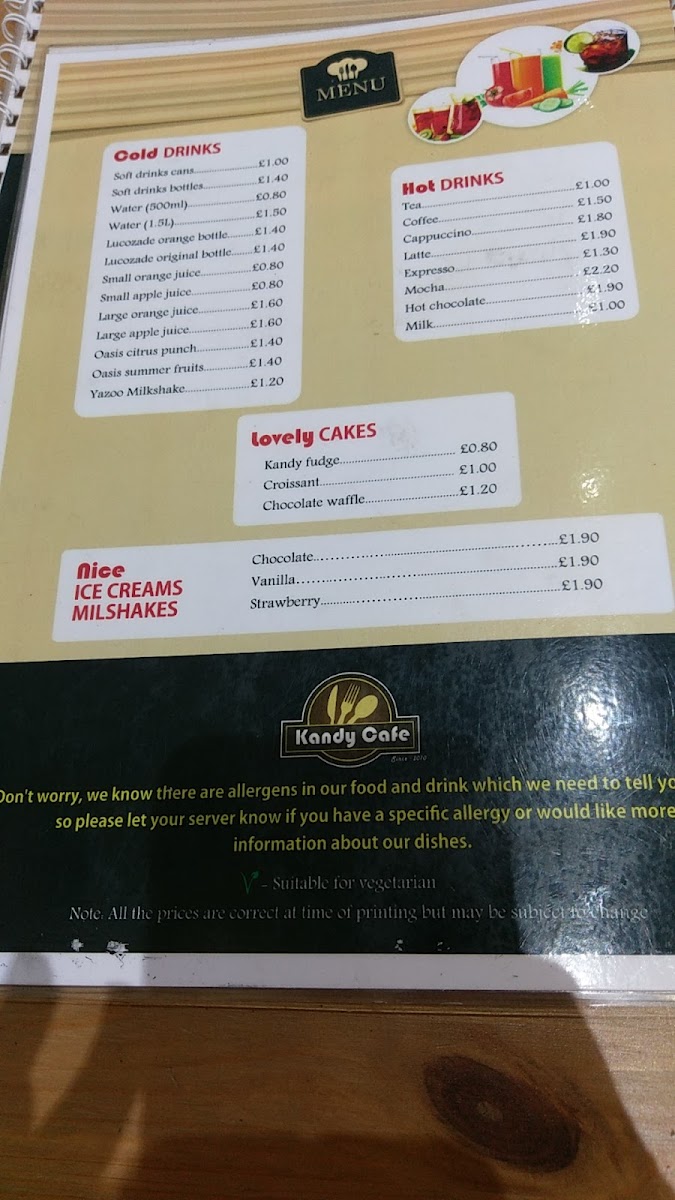 MENU
Cold DRINKS
Soft drinks cans..........................£1.00
Soft drinks bottles.......................£1.40
Water (500ml)............................£0.80
Water (1.5L)..............................£1.50
Lucozade orange bottle........£1.40
Lucozade original bottle.......£1.40
Small orange juice....................£0.80
Small apple juice.......................£0.80
Large orange juice....................£1.60
Large apple juice.......................£1.60
Oasis citrus punch....................£1.40
Oasis summer fruits.................£1.40
Yazoo Milkshake........................£1.20
Hot DRINKS
Tea..................................................£1.00
Coffee............................................ £1.50
Cappuccino.................................. £1.80
Latte................................................ £1.90
Expresso........................................ £1.30
Mocha............................................ £2.20
Hot chocolate............................. £1.90
Milk................................................ £1.00
Lovely CAKES
Kandy fudge.................................. £0.80
Croissant....................................... £1.00
Chocolate waffle..........................£1.20
Nice
ICE CREAMS
MILSHAKES
Chocolate....................................................................£1.90
Vanilla.........................................................................£1.90
Strawberry..................................................................£1.90
Kandy Cafe
Since : 2010
Don't worry, we know there are allergens in our food and drink which we need to tell
so please let your server know if you have a specific allergy or would like more
information about our dishes.
V - Suitable for vegetarian
Note: All the prices are correct at time of printing but may be subject to change